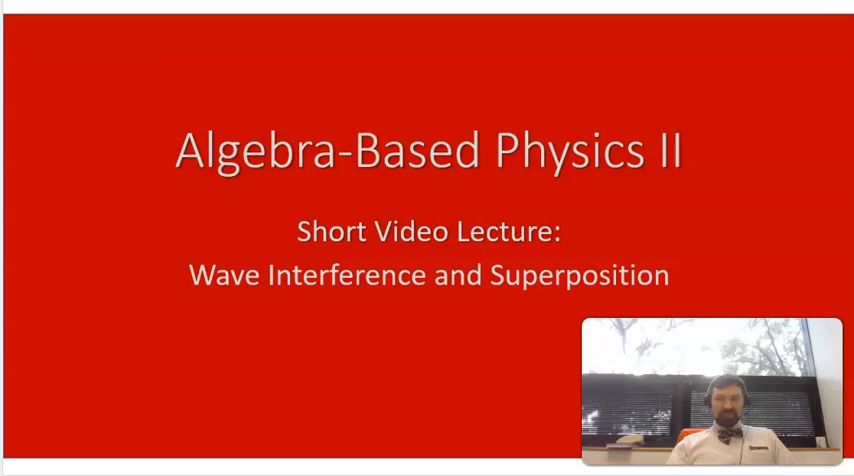 Algebra-Based Physics II
Short Video Lecture:
Wave Interference and Superposition